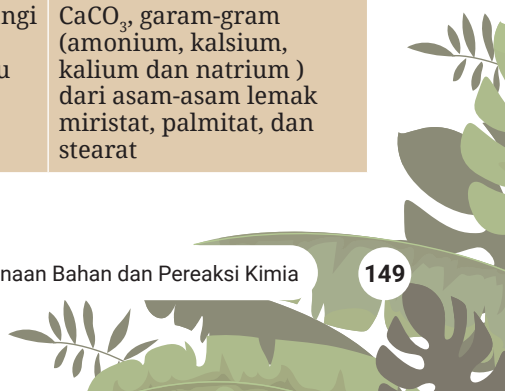 ngi
u
CaCO₃, garam-gram
(amonium, kalsium,
kalium dan natrium )
dari asam-asam lemak
miristat, palmitat, dan
stearat
naan Bahan dan Pereaksi Kimia
149